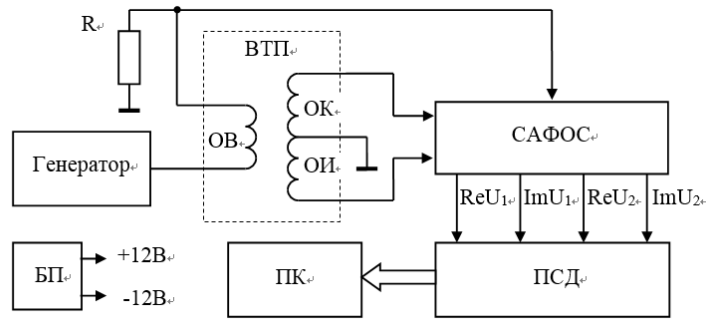 R
ВТП
ОК
САФОС
ОВ
Генератор
ОИ
ReU1 ImU1 ReU2 ImU2
+12В
БП
ПК
ПСД
-12В